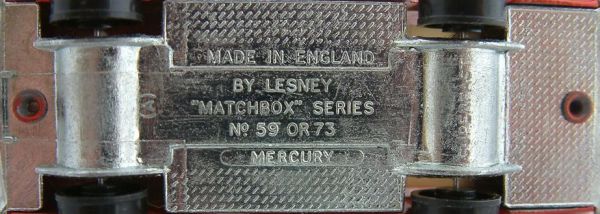 MADE IN ENGLAND
BY LESNEY
"MATCHBOX" SERIES
Nº 59 OR 73
MERCURY